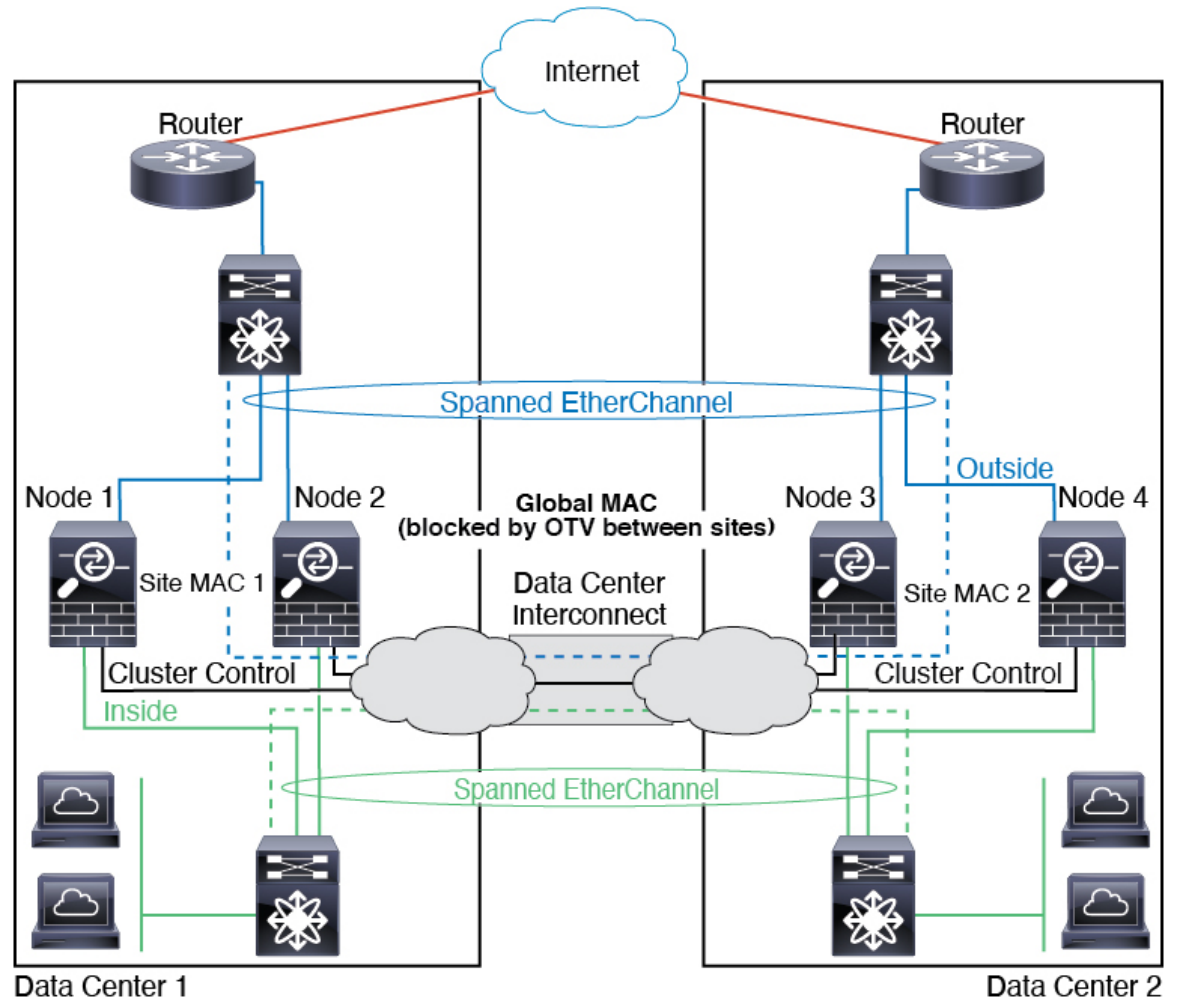 Internet
Router
Router
Spanned EtherChannel
Outside
Node 1
Node 2
Global MAC
(blocked by OTV between sites)
Node 3
Node 4
Site MAC 1
Data Center
Interconnect
Site MAC 2
Cluster Control
Cluster Control
Inside
Spanned EtherChannel
Data Center 1
Data Center 2